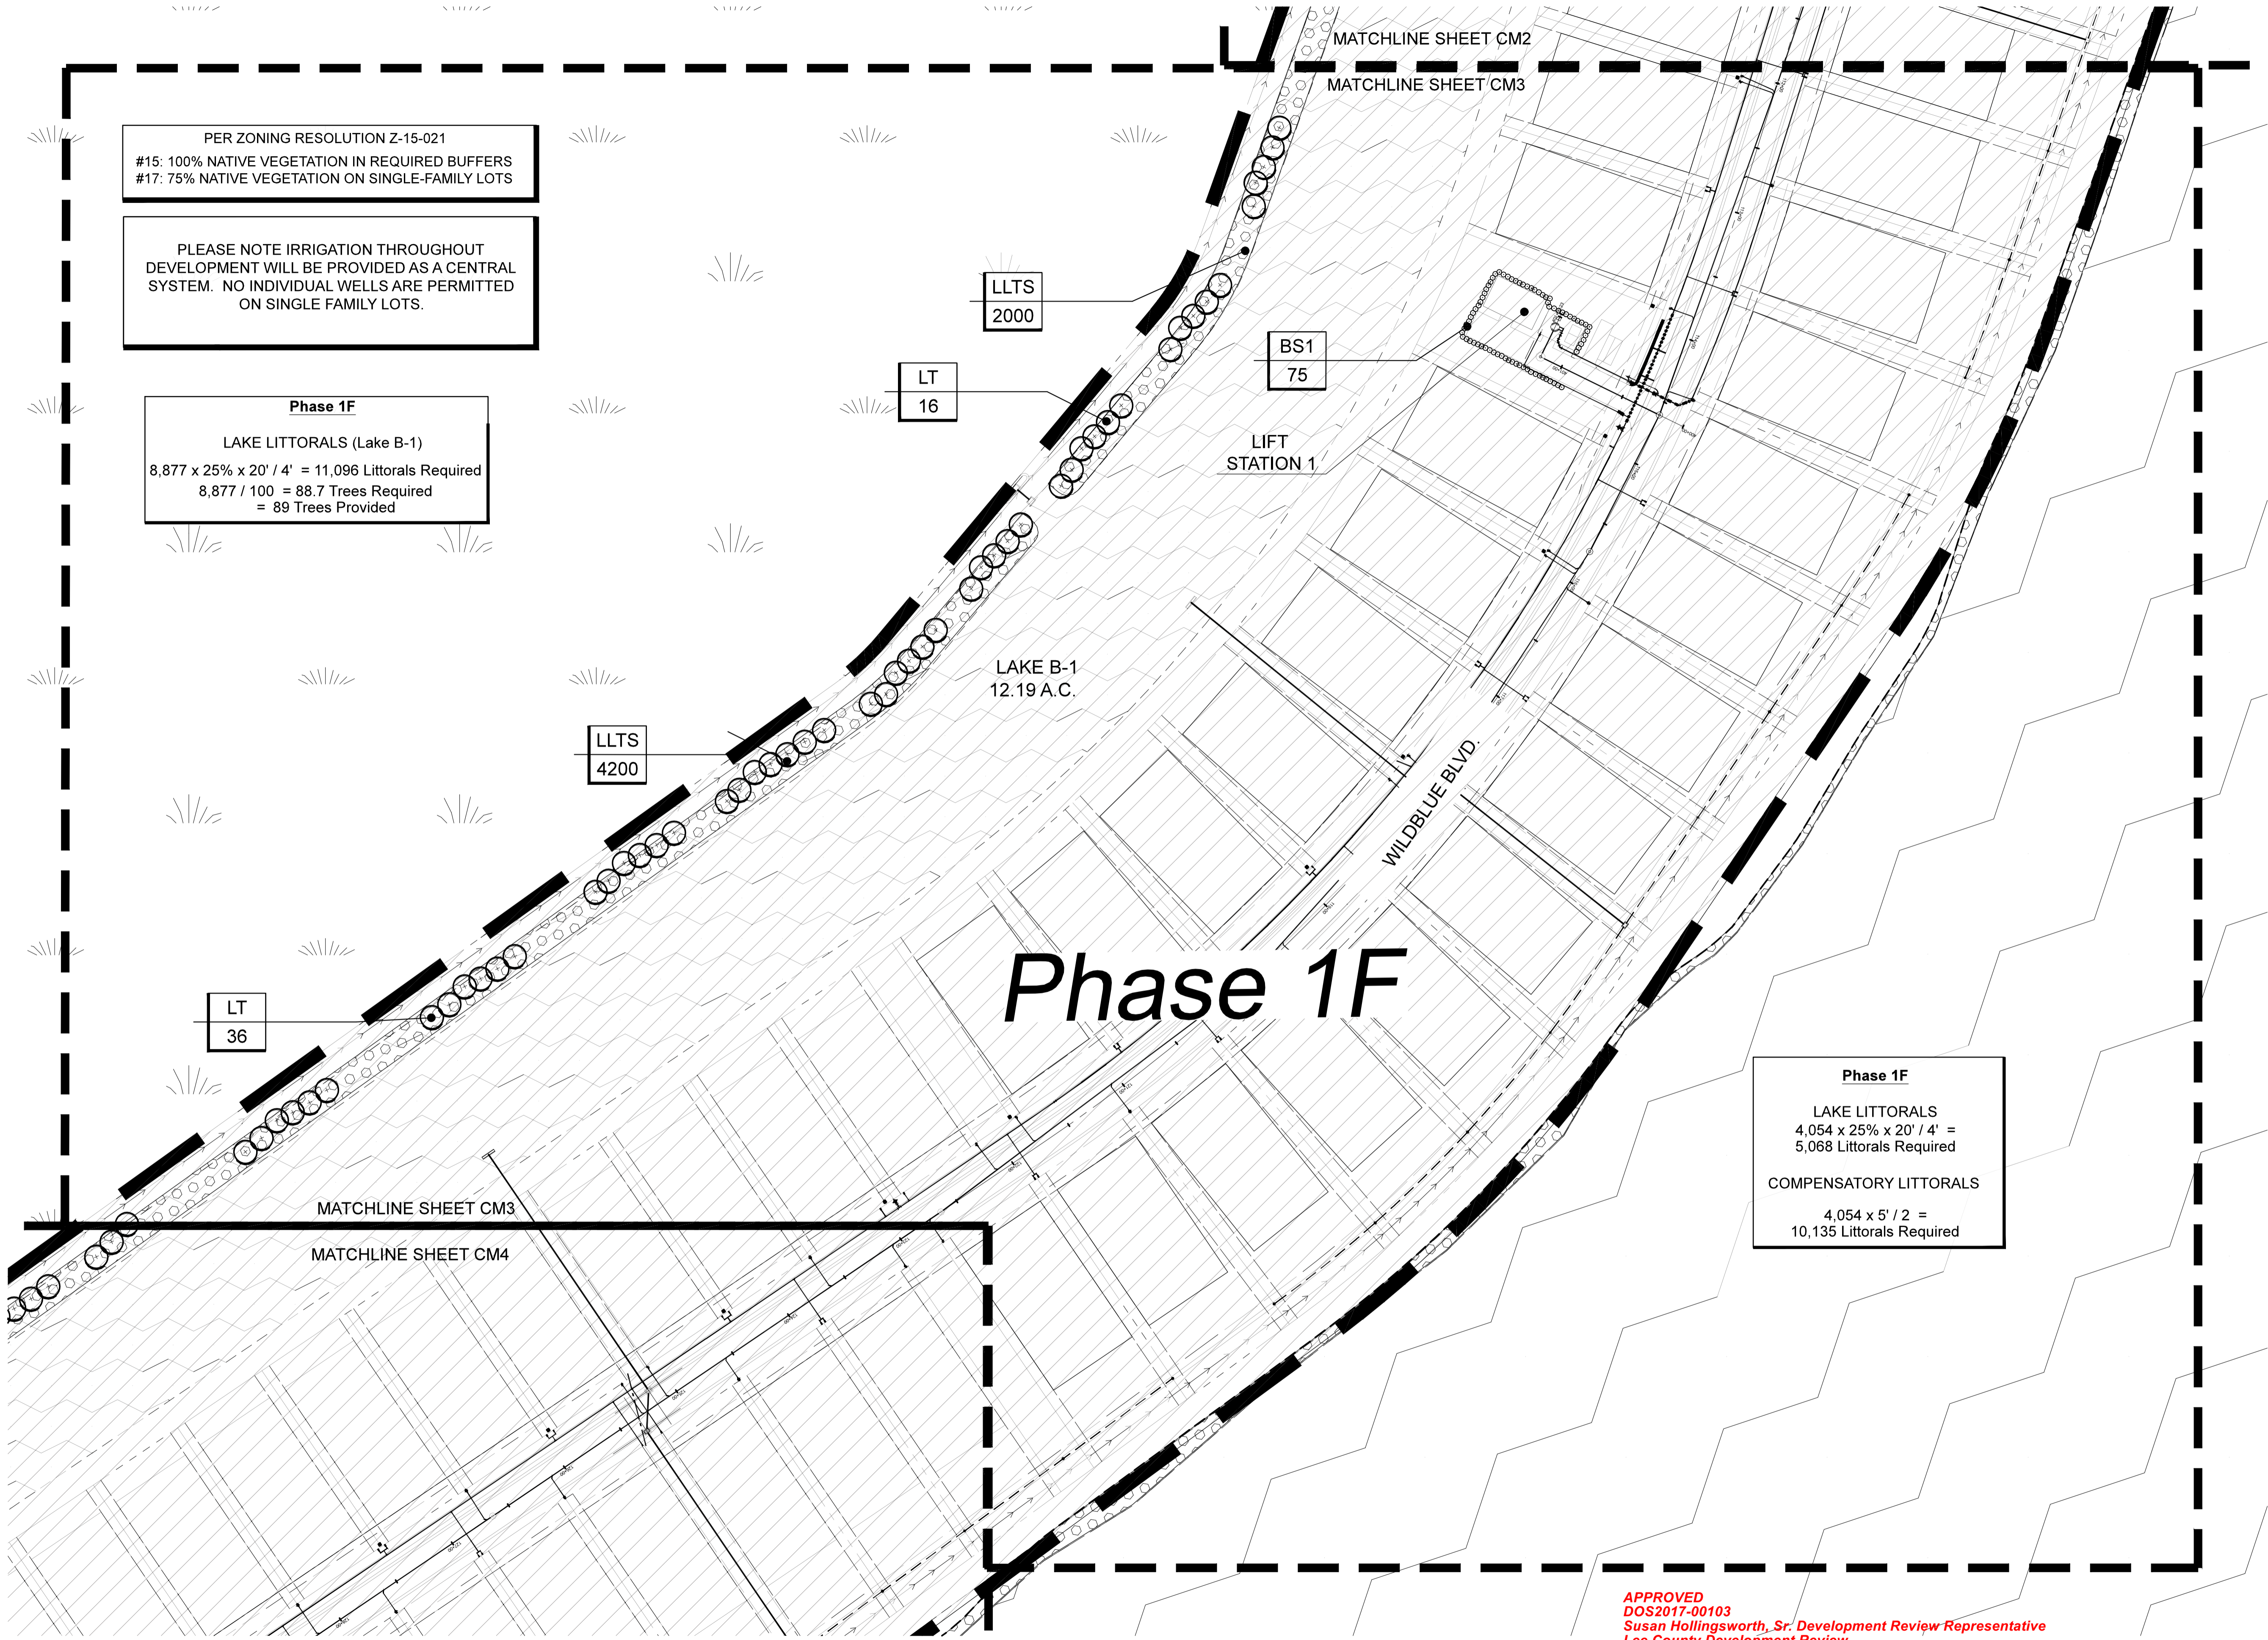 MATCHLINE SHEET CM2
MATCHLINE SHEET CM3
PER ZONING RESOLUTION Z-15-021
#15: 100% NATIVE VEGETATION IN REQUIRED BUFFERS
#17: 75% NATIVE VEGETATION ON SINGLE-FAMILY LOTS
PLEASE NOTE IRRIGATION THROUGHOUT
DEVELOPMENT WILL BE PROVIDED AS A CENTRAL
SYSTEM. NO INDIVIDUAL WELLS ARE PERMITTED
ON SINGLE FAMILY LOTS.
Phase 1F
LAKE LITTORALS (Lake B-1)
8,877 x 25% x 20' / 4' = 11,096 Littorals Required
8,877 / 100 = 88.7 Trees Required
= 89 Trees Provided
LLTS
2000
BS1
75
LT
16
LIFT
STATION 1
LAKE B-1
12.19 A.C.
LLTS
4200
WILDBLUE BLVD.
Phase 1F
LT
36
Phase 1F
LAKE LITTORALS
4,054 x 25% x 20' / 4' =
5,068 Littorals Required
COMPENSATORY LITTORALS
4,054 x 5' / 2 =
10,135 Littorals Required
MATCHLINE SHEET CM3
MATCHLINE SHEET CM4
APPROVED
DOS2017-00103
Susan Hollingsworth, Sr. Development Review Representative
Lee County Development Review